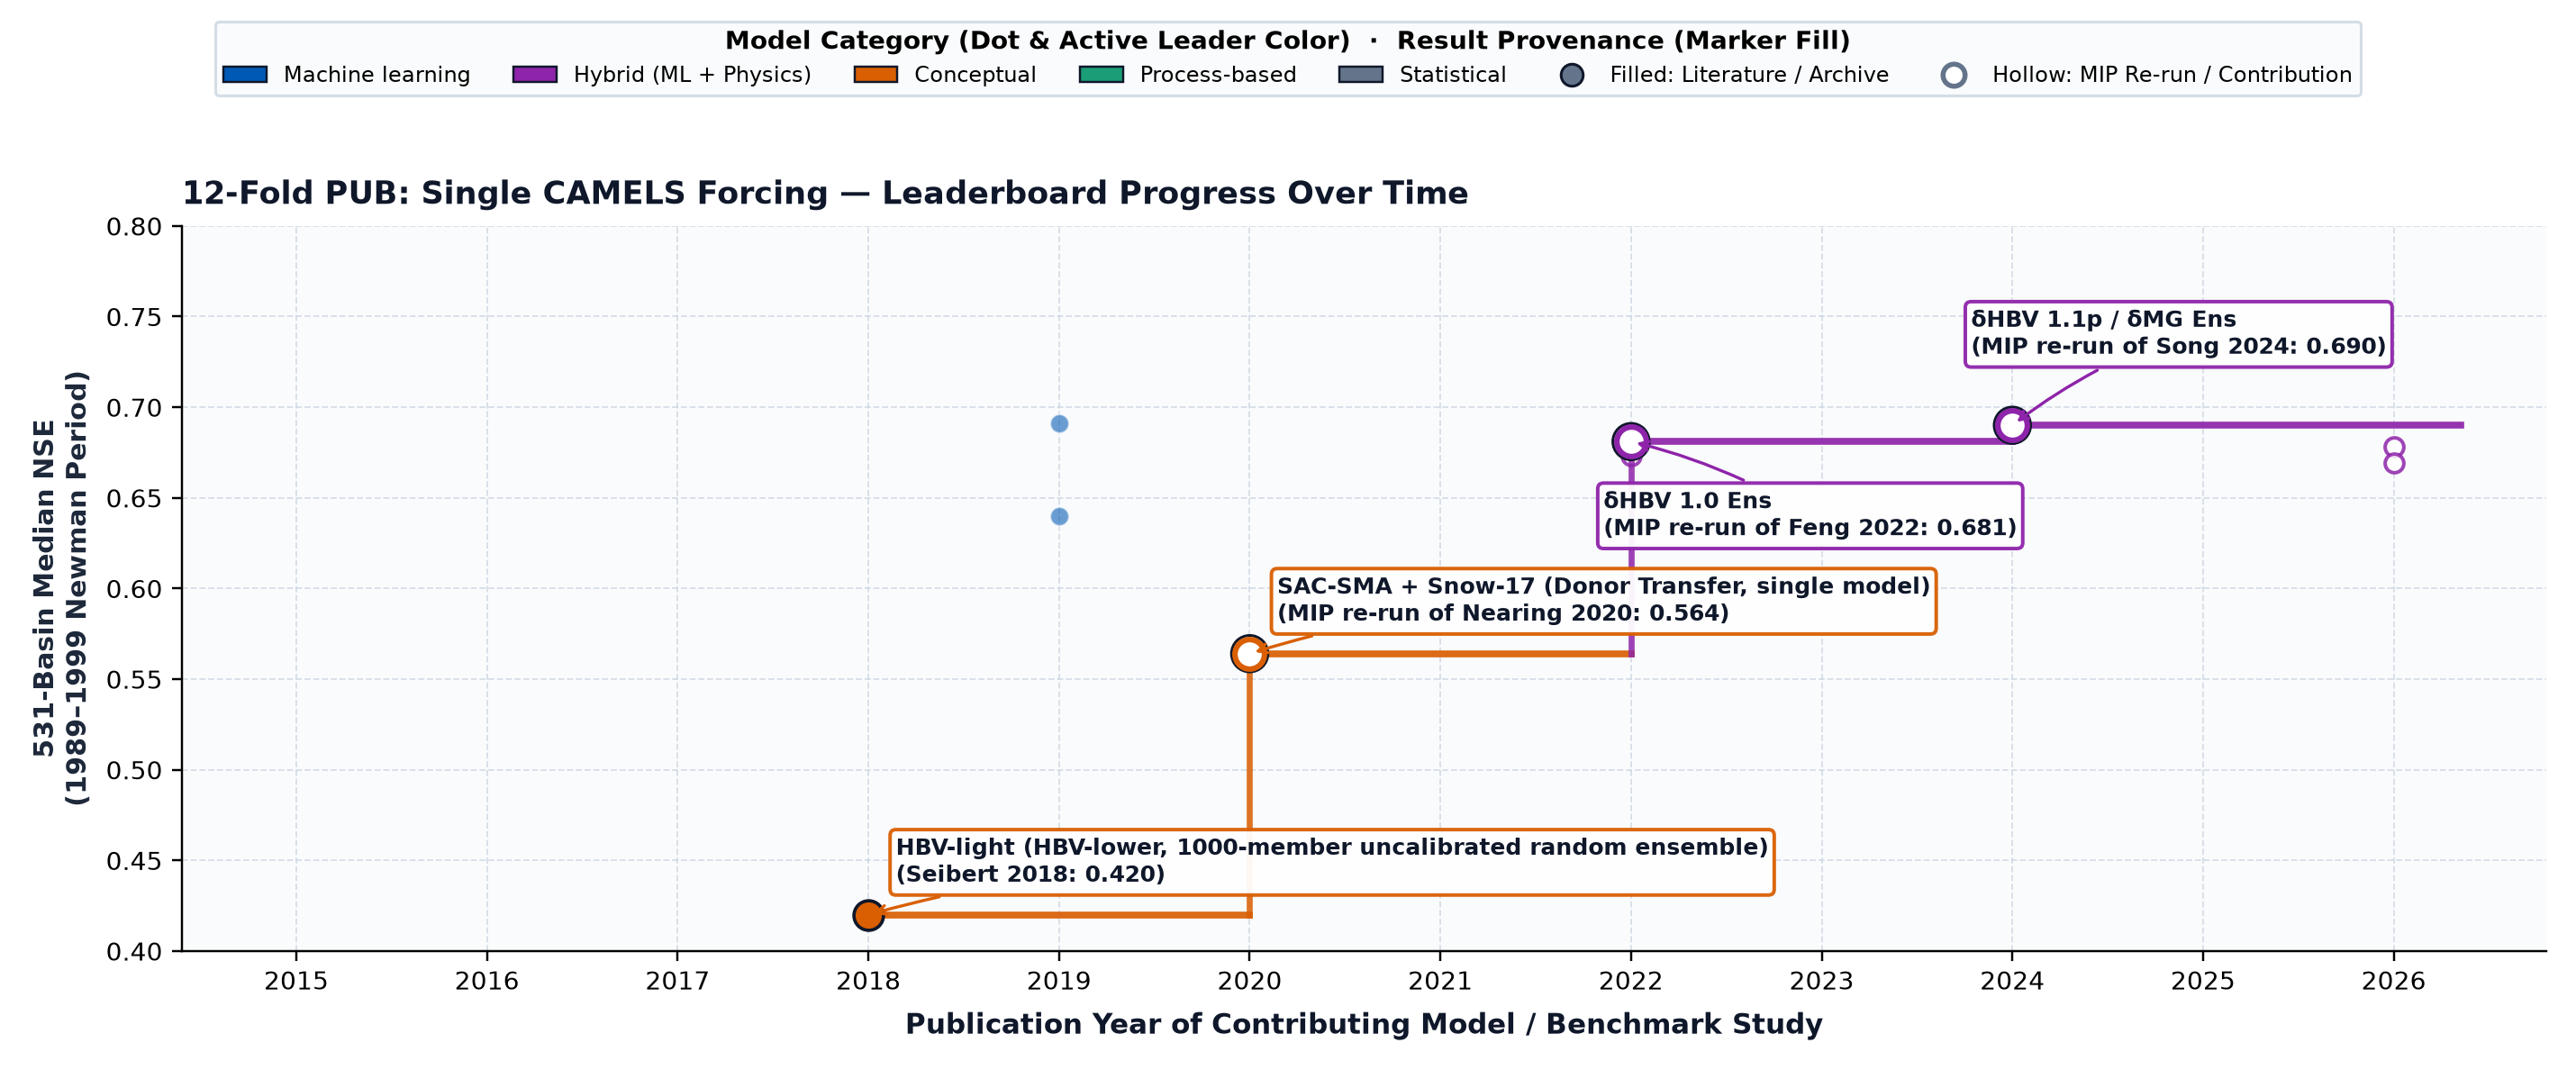 Model Category (Dot & Active Leader Color)  ·  Result Provenance (Marker Fill)
Machine learning
Hybrid (ML + Physics)
Conceptual
Process-based
Statistical
Filled: Literature / Archive
Hollow: MIP Re-run / Contribution
12-Fold PUB: Single CAMELS Forcing — Leaderboard Progress Over Time
531-Basin Median NSE
(1989–1999 Newman Period)
0.80
0.75
0.70
0.65
0.60
0.55
0.50
0.45
0.40
δHBV 1.1p / δMG Ens
(MIP re-run of Song 2024: 0.690)
δHBV 1.0 Ens
(MIP re-run of Feng 2022: 0.681)
SAC-SMA + Snow-17 (Donor Transfer, single model)
(MIP re-run of Nearing 2020: 0.564)
HBV-light (HBV-lower, 1000-member uncalibrated random ensemble)
(Seibert 2018: 0.420)
2015
2016
2017
2018
2019
2020
2021
2022
2023
2024
2025
2026
Publication Year of Contributing Model / Benchmark Study